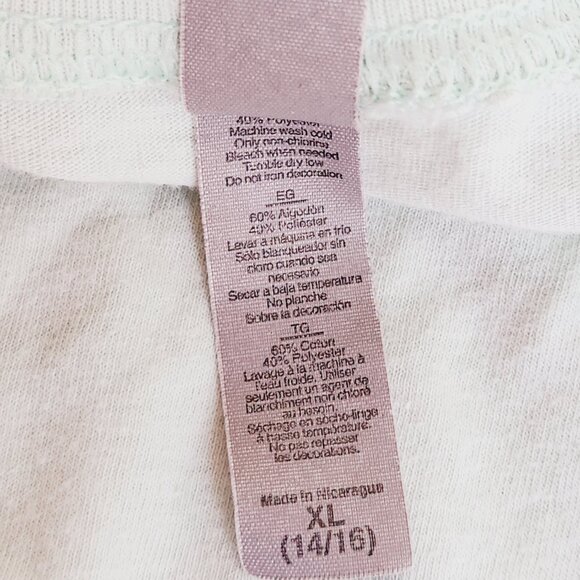 40% Polyester
Machine wash cold
Only non-chlorine
Bleach when needed
Tumble dry low
Do not iron decoration
EG
60% Algodón
40% Poliéster
Lavar a máquina en frío
Sólo blanqueador sin
cloro cuando sea
necesario
Secar a baja temperatura
No planche
sobre la decoración
TG
60% Coton
40% Polyester
Lavage à la machine à
l'eau froide. Utiliser
seulement un agent de
blanchiment non chloré
au besoin.
Séchage en sèche-linge
à basse température.
No pas repasser
les décorations.
Made in Nicaragua
XL
(14/16)